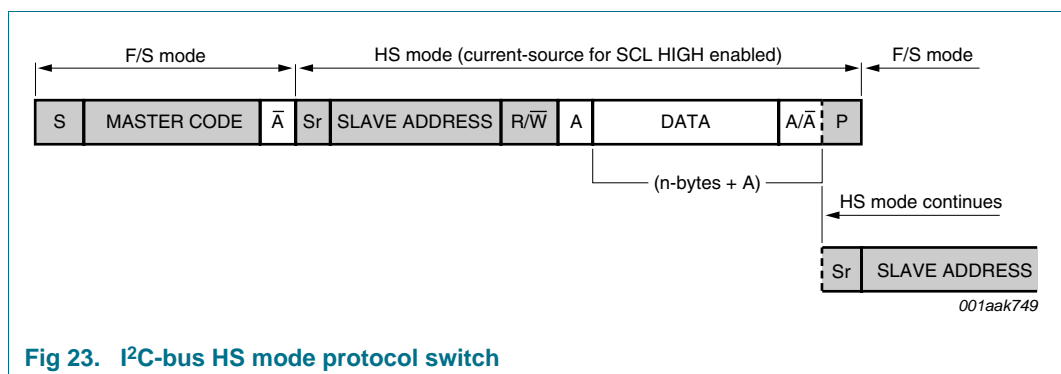 F/S mode HS mode (current-source for SCL HIGH enabled) F/S mode
S MASTER CODE A̅ Sr SLAVE ADDRESS R/W̅ A DATA A/A̅ P
(n-bytes + A)
HS mode continues
Sr SLAVE ADDRESS
001aak749
Fig 23. I²C-bus HS mode protocol switch